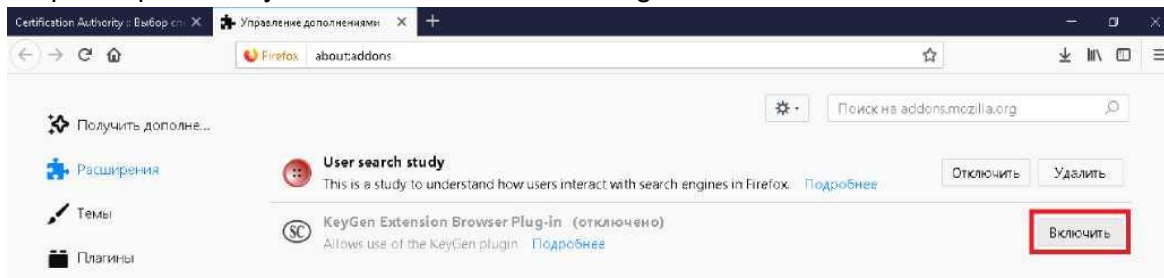 Certification Authority :: Выбор сп
Управление дополнениями
Firefox about:addons
Поиск на addons.mozilla.org
Получить дополне...
Расширения
User search study
This is a study to understand how users interact with search engines in Firefox. Подробнее
Отключить
Удалить
Темы
KeyGen Extension Browser Plug-in (отключено)
Allows use of the KeyGen plugin Подробнее
Включить
Плагины
SC